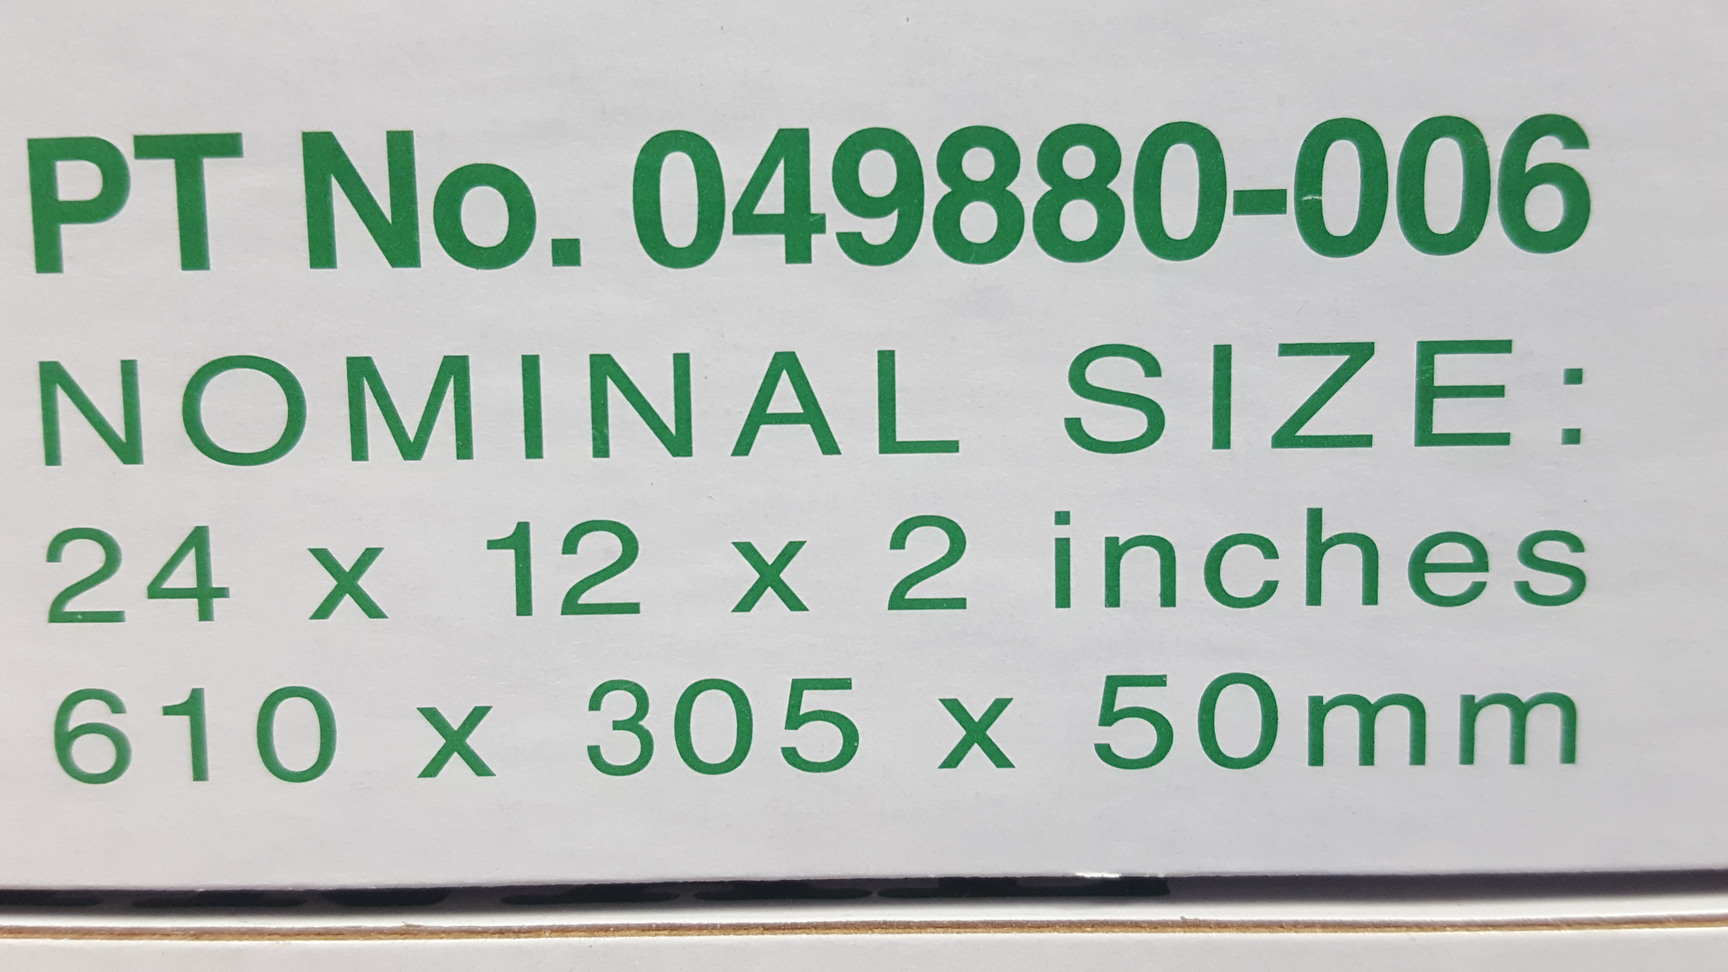 PT No. 049880-006
NOMINAL SIZE:
24 x 12 x 2 inches
610 x 305 x 50mm